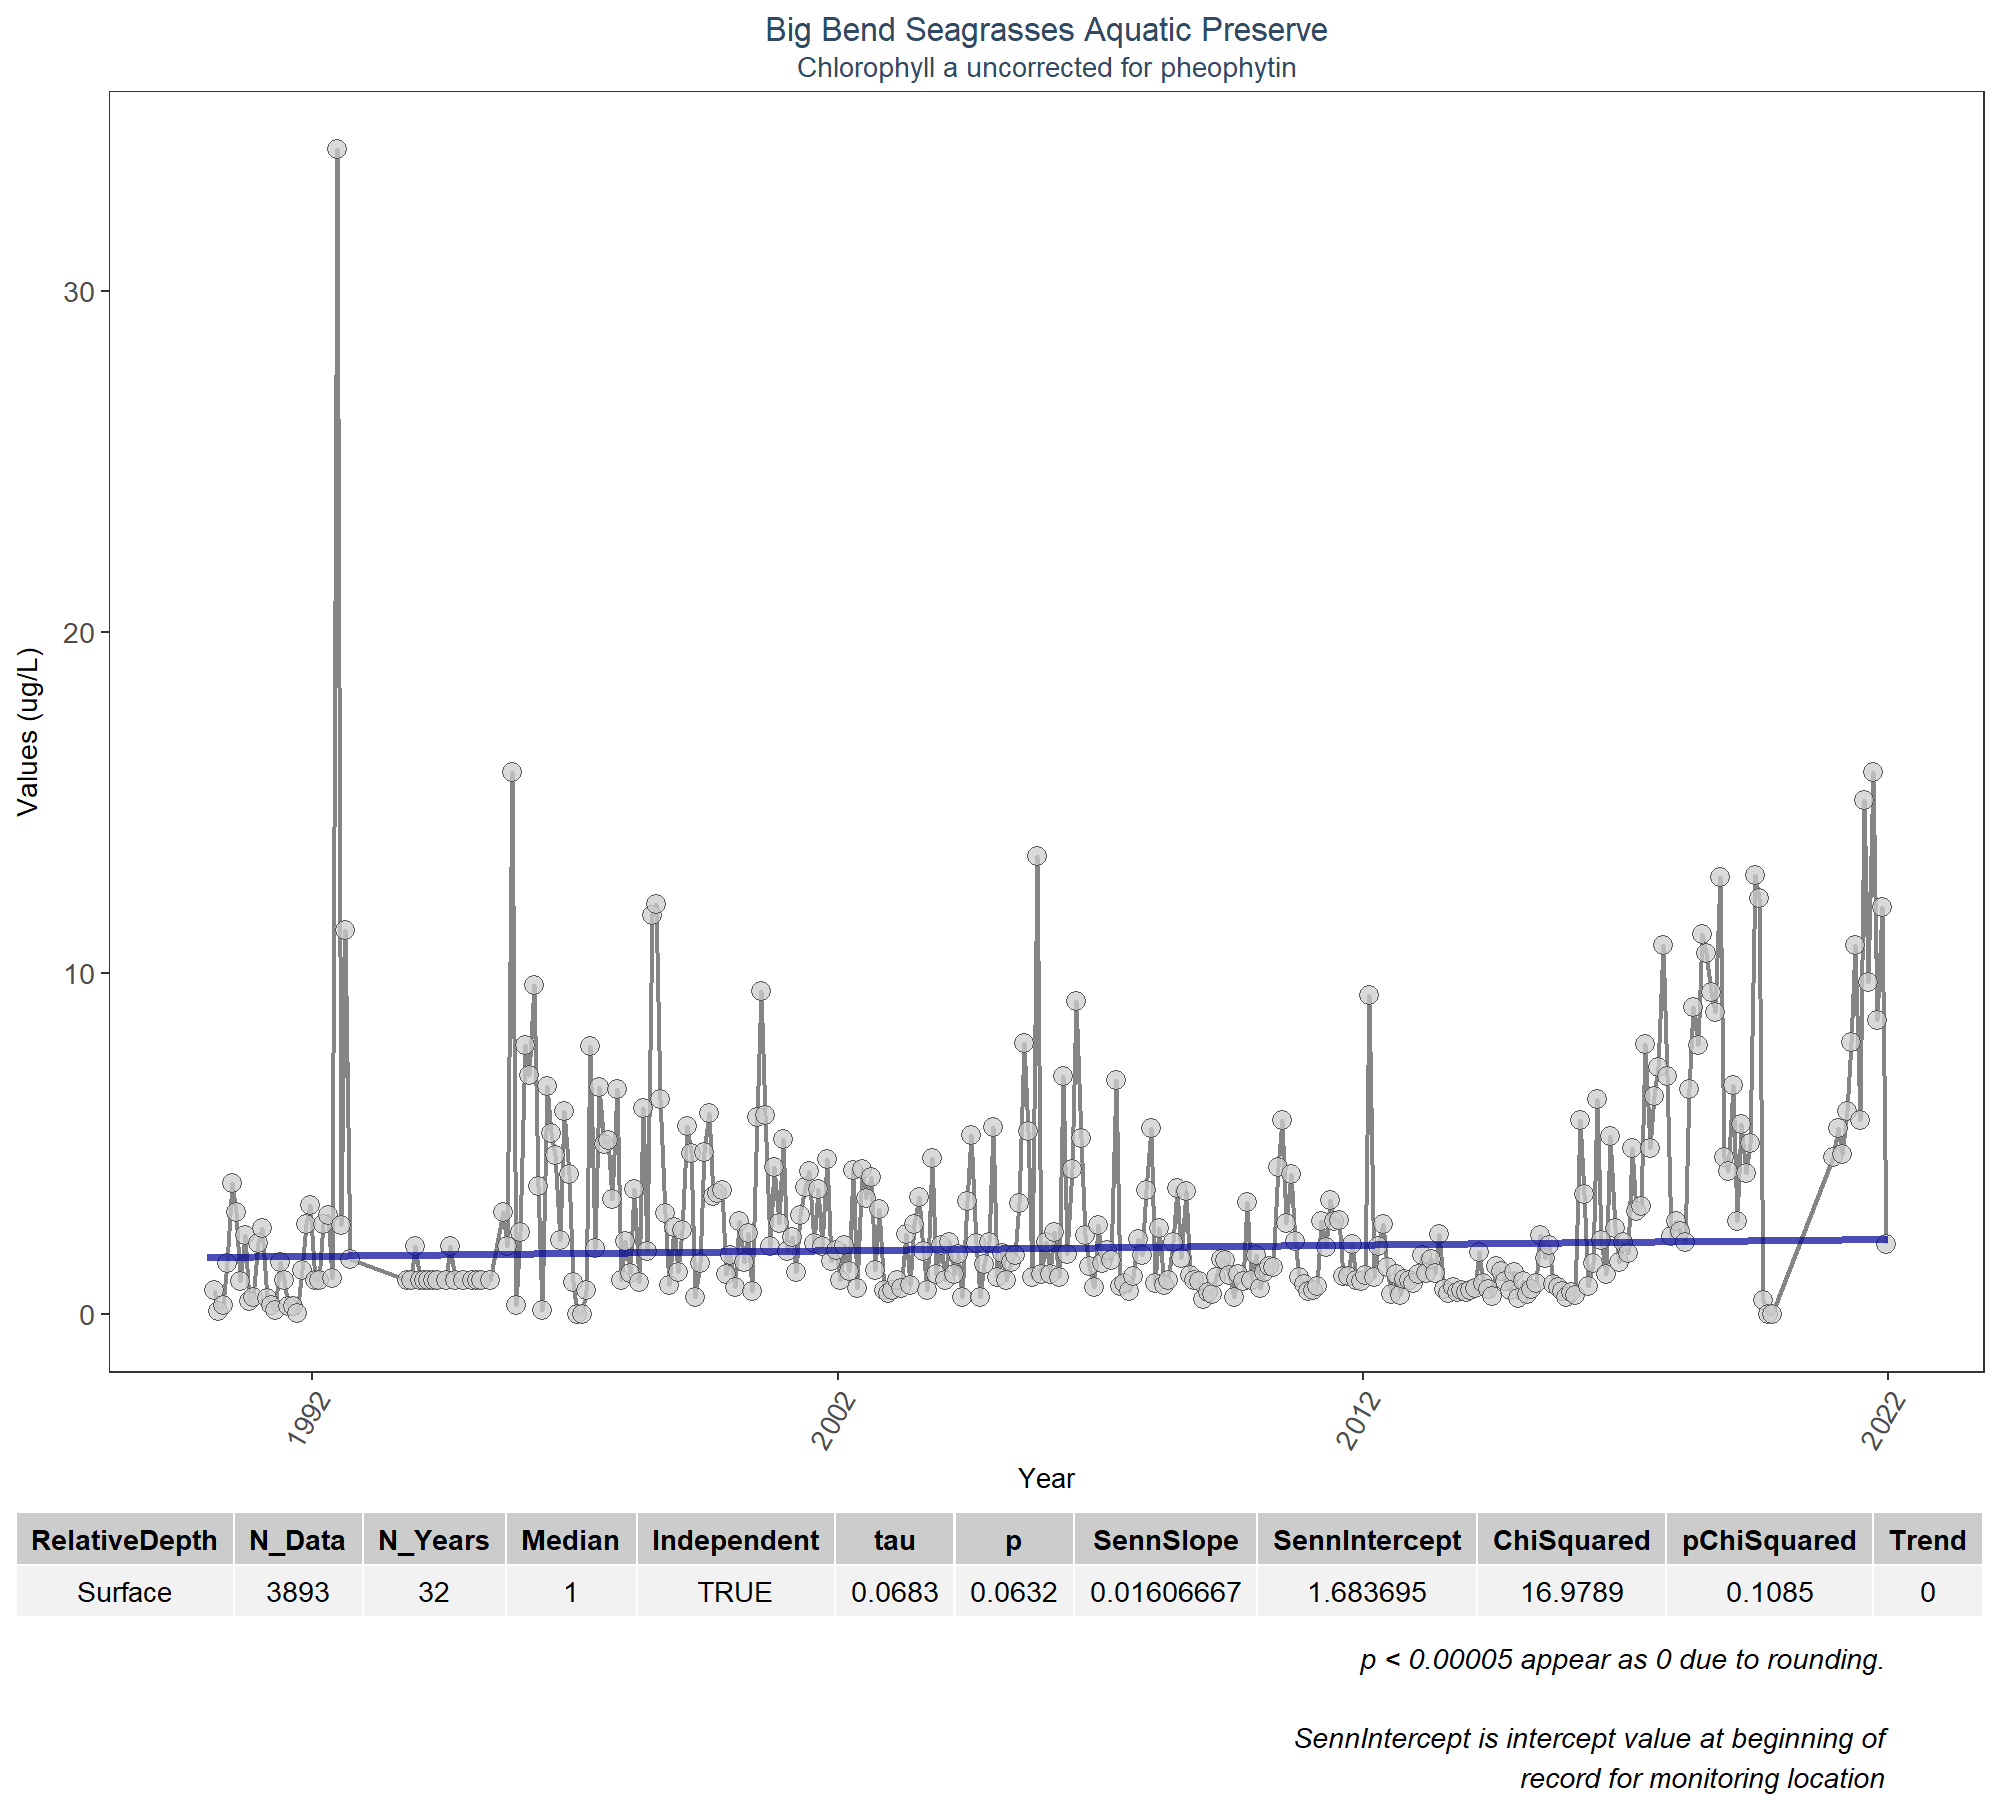 Big Bend Seagrasses Aquatic Preserve
Chlorophyll a uncorrected for pheophytin
Values (ug/L)
30
20
10
0
1992
2002
2012
2022
Year
RelativeDepth N_Data N_Years Median Independent tau p SennSlope SennIntercept ChiSquared pChiSquared Trend
Surface 3893 32 1 TRUE 0.0683 0.0632 0.01606667 1.683695 16.9789 0.1085 0
p < 0.00005 appear as 0 due to rounding.
SennIntercept is intercept value at beginning of
record for monitoring location